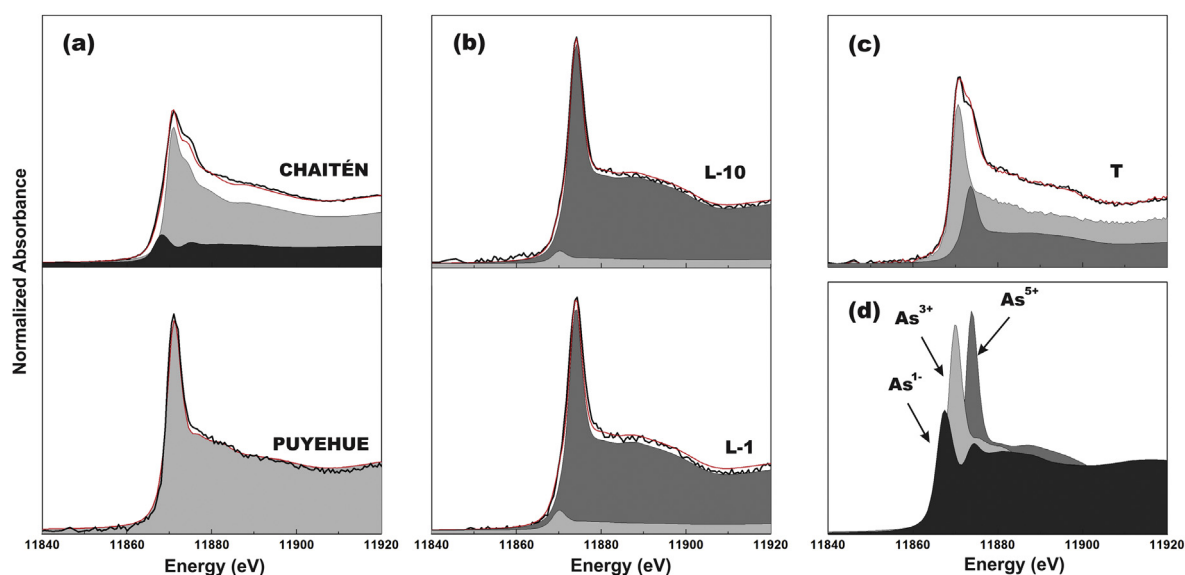 (a)
CHAITÉN
PUYEHUE
(b)
L-10
L-1
(c)
T
(d)
As3+
As5+
As1-
Normalized Absorbance
11840 11860 11880 11900 11920
11840 11860 11880 11900 11920
11840 11860 11880 11900 11920
Energy (eV)
Energy (eV)
Energy (eV)